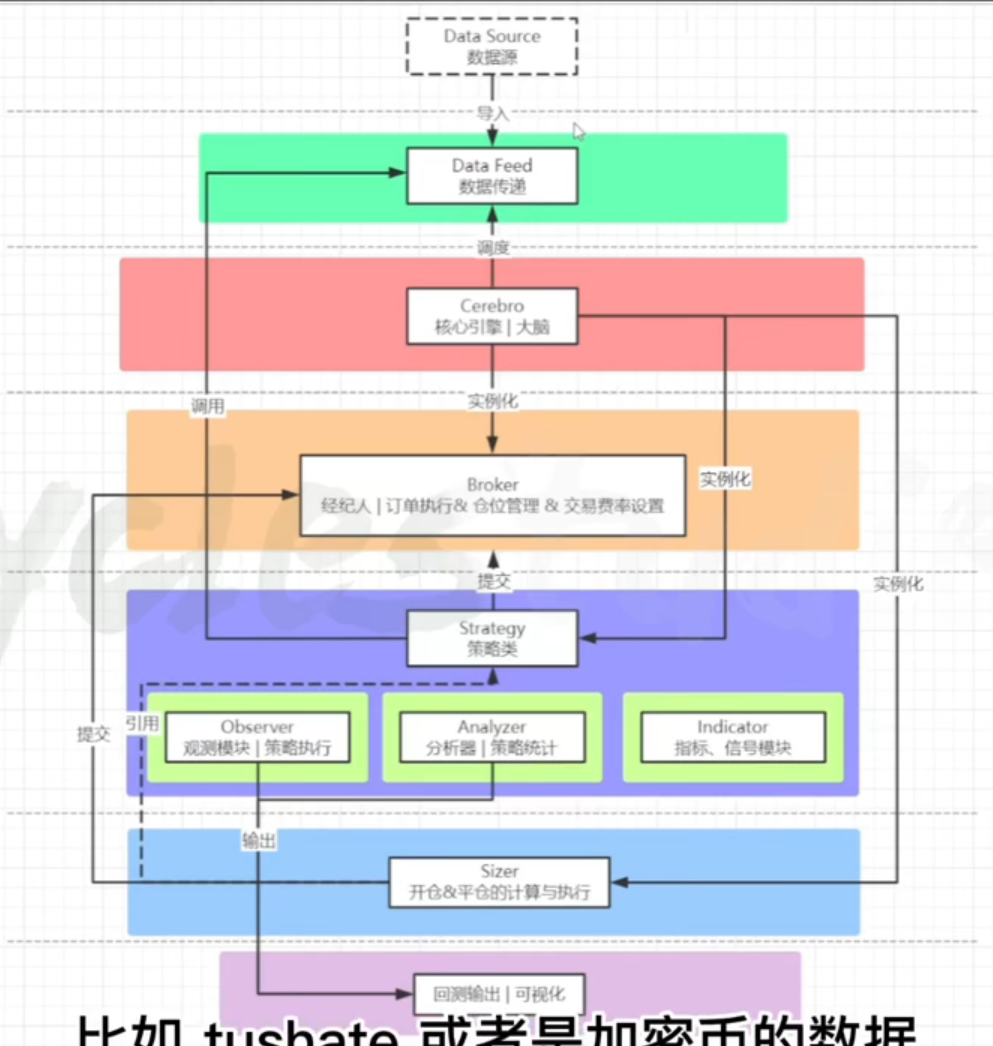 Data Source
数据源
导入
Data Feed
数据传递
调度
Cerebro
核心引擎 | 大脑
调用
实例化
Broker
经纪人 | 订单执行& 仓位管理 & 交易费率设置
实例化
提交
实例化
Strategy
策略类
引用
提交
Observer
观测模块 | 策略执行
Analyzer
分析器 | 策略统计
Indicator
指标、信号模块
输出
Sizer
开仓&平仓的计算与执行
回测输出 | 可视化
比如 tushate 或者是加密币的数据